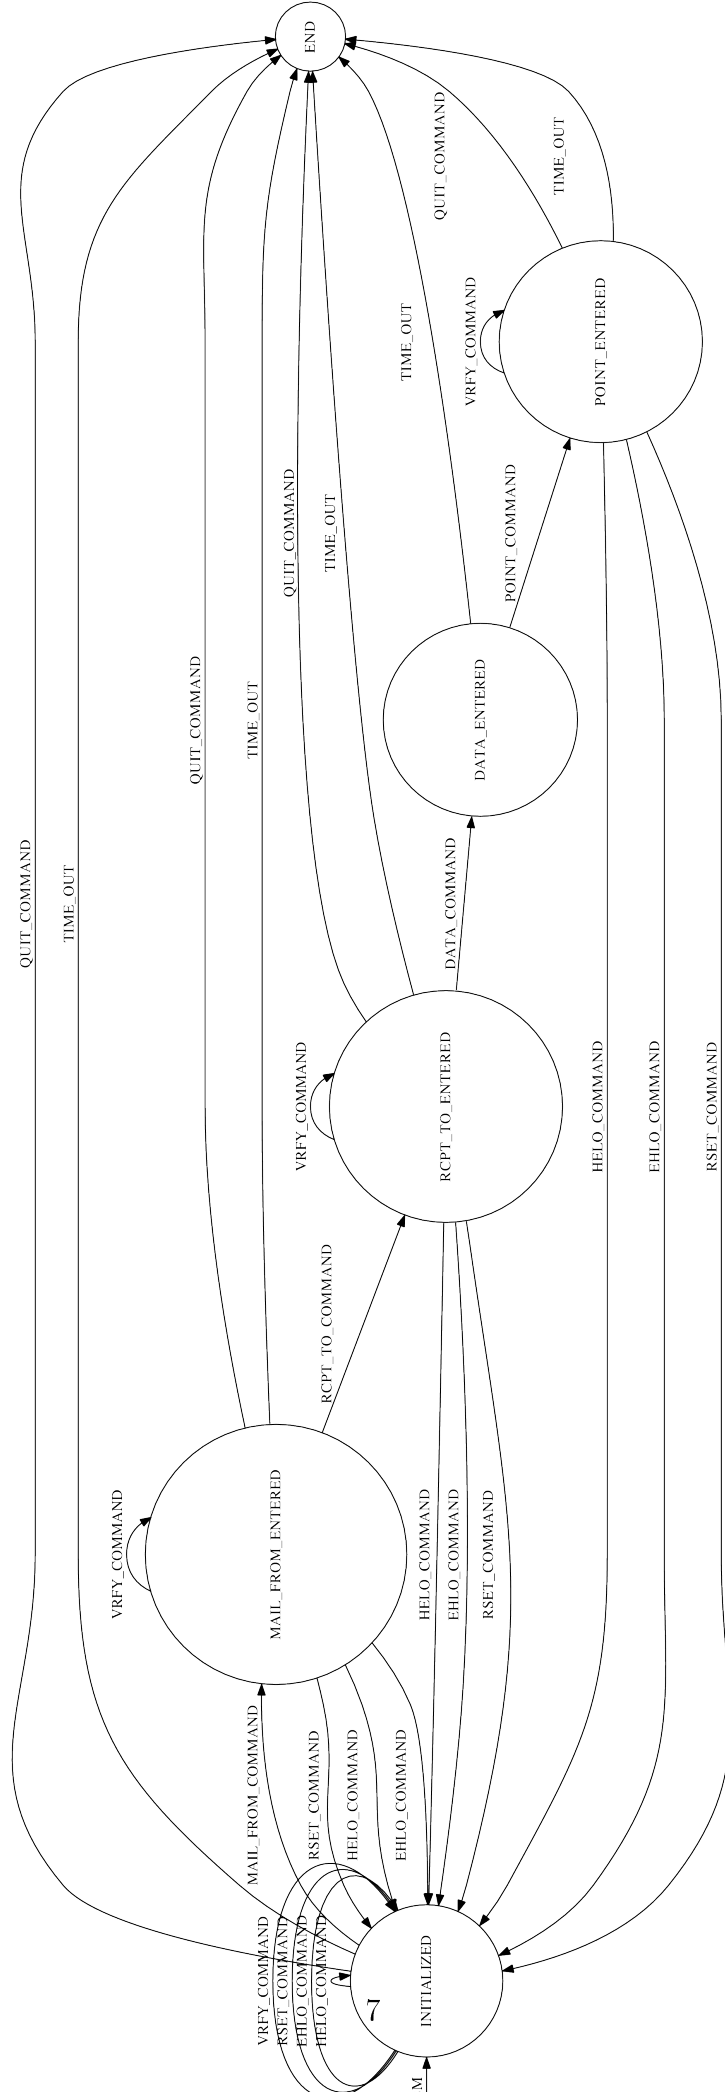 END
QUIT_COMMAND
TIME_OUT
TIME_OUT
VRFY_COMMAND
POINT_ENTERED
QUIT_COMMAND
TIME_OUT
POINT_COMMAND
QUIT_COMMAND
TIME_OUT
DATA_ENTERED
QUIT_COMMAND
TIME_OUT
DATA_COMMAND
VRFY_COMMAND
RCPT_TO_ENTERED
HELO_COMMAND
EHLO_COMMAND
RSET_COMMAND
RCPT_TO_COMMAND
VRFY_COMMAND
MAIL_FROM_ENTERED
HELO_COMMAND
EHLO_COMMAND
RSET_COMMAND
MAIL_FROM_COMMAND
RSET_COMMAND
HELO_COMMAND
EHLO_COMMAND
VRFY_COMMAND
RSET_COMMAND
EHLO_COMMAND
HELO_COMMAND
7
INITIALIZED
M